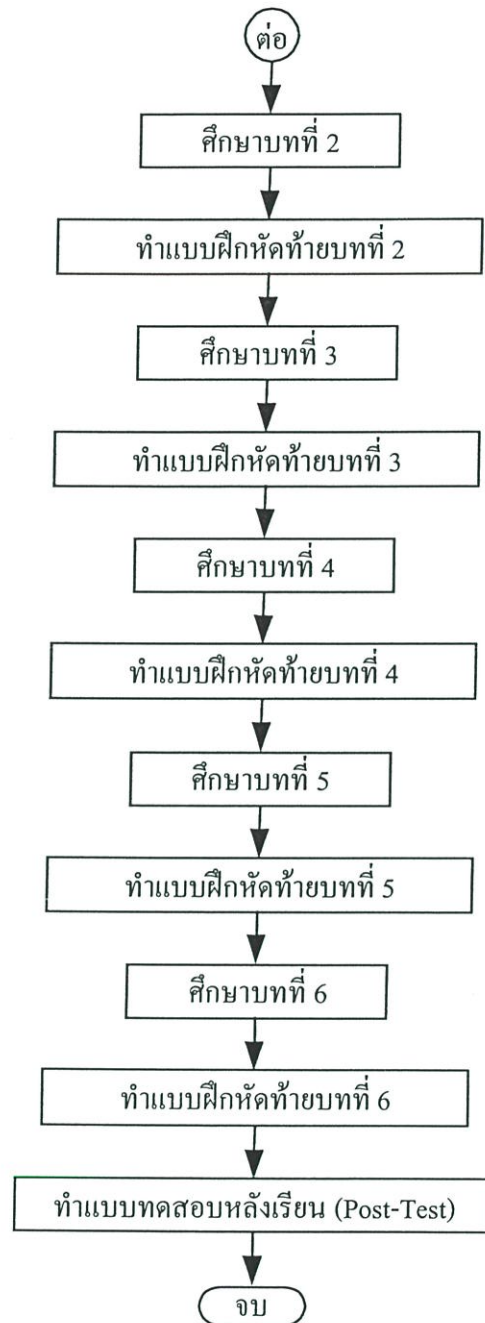 ต่อ
ศึกษาบทที่ 2
ทำแบบฝึกหัดท้ายบทที่ 2
ศึกษาบทที่ 3
ทำแบบฝึกหัดท้ายบทที่ 3
ศึกษาบทที่ 4
ทำแบบฝึกหัดท้ายบทที่ 4
ศึกษาบทที่ 5
ทำแบบฝึกหัดท้ายบทที่ 5
ศึกษาบทที่ 6
ทำแบบฝึกหัดท้ายบทที่ 6
ทำแบบทดสอบหลังเรียน (Post-Test)
จบ